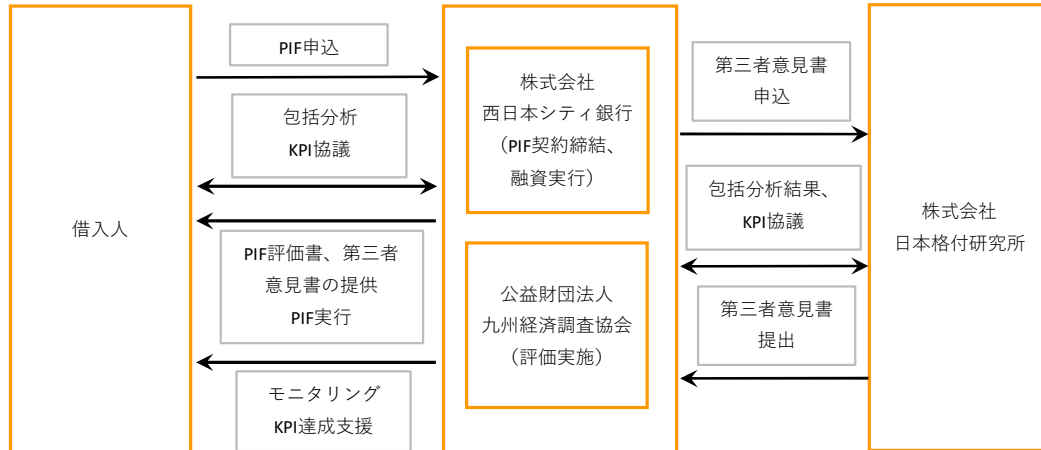 借入人
PIF申込
包括分析
KPI協議
PIF評価書、第三者
意見書の提供
PIF実行
モニタリング
KPI達成支援
株式会社
西日本シティ銀行
（PIF契約締結、
融資実行）
公益財団法人
九州経済調査協会
（評価実施）
第三者意見書
申込
包括分析結果、
KPI協議
第三者意見書
提出
株式会社
日本格付研究所